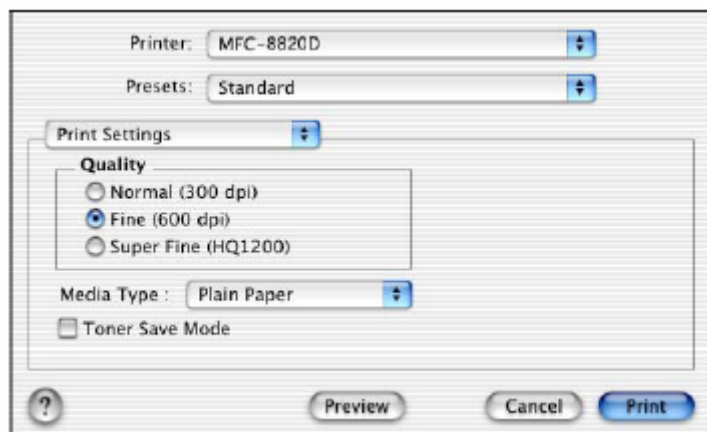 Printer: MFC-8820D
Presets: Standard
Print Settings
Quality
Normal (300 dpi)
Fine (600 dpi)
Super Fine (HQ1200)
Media Type : Plain Paper
Toner Save Mode
? Preview Cancel Print